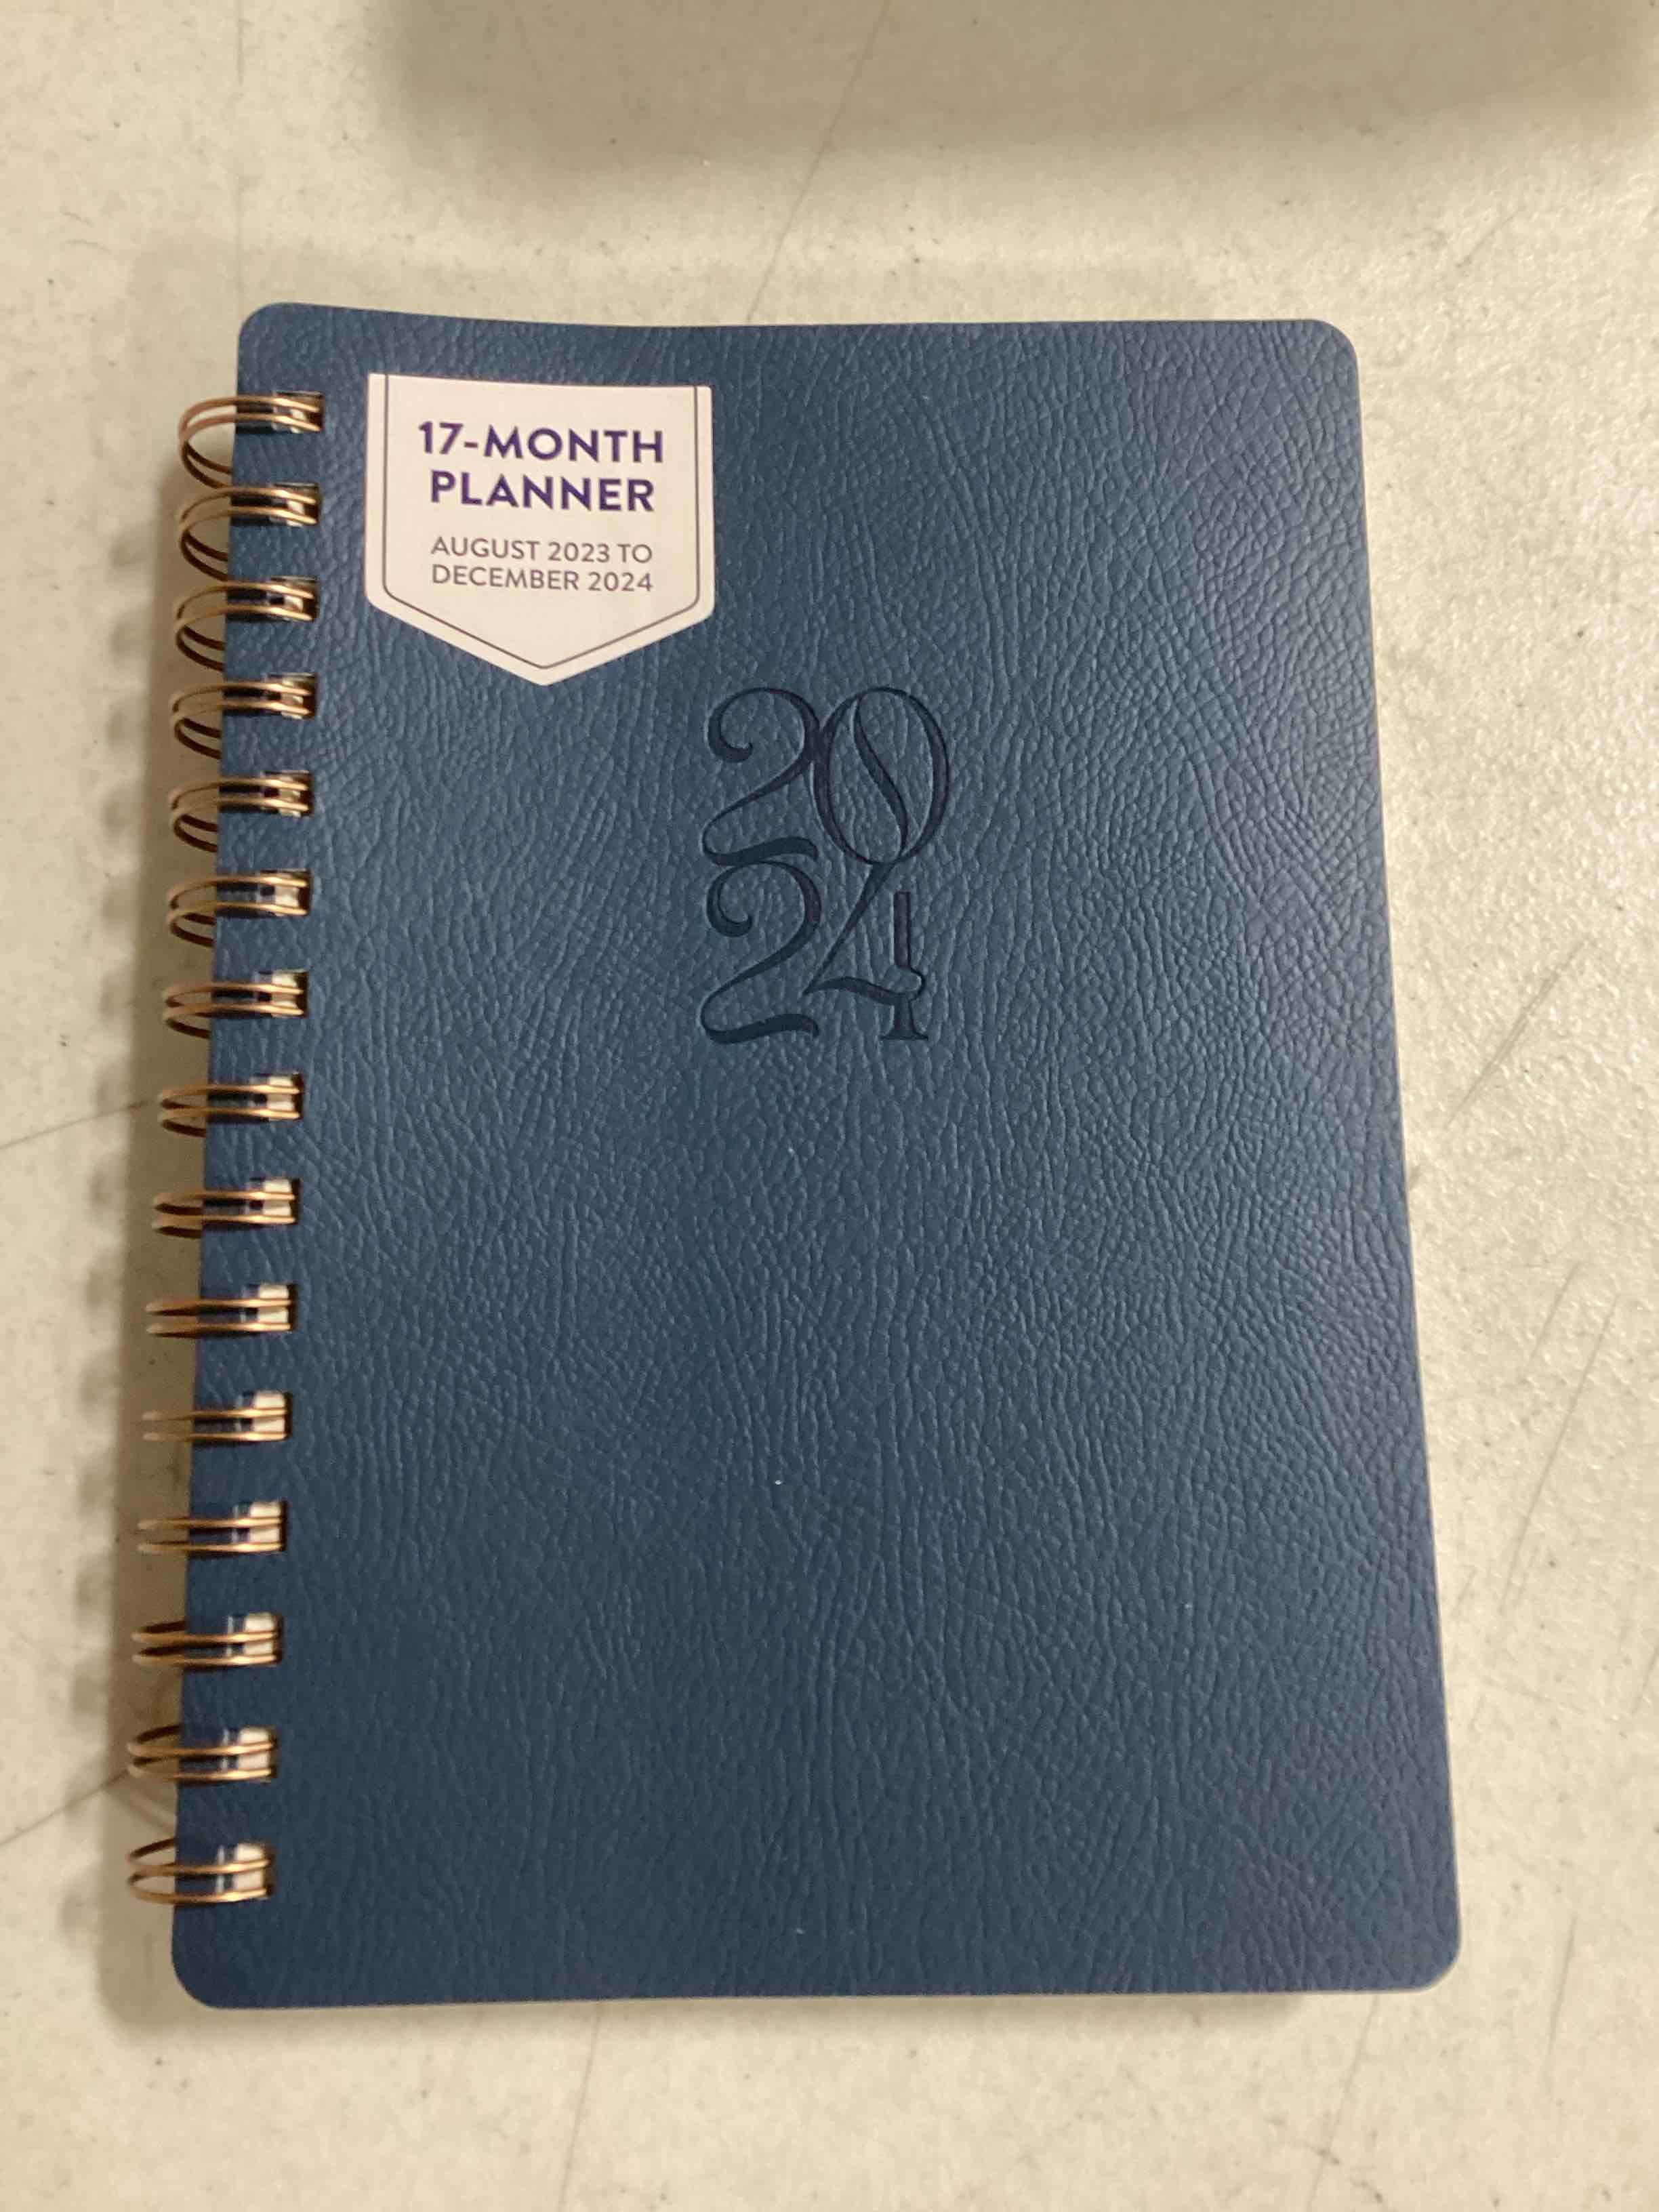 17-MONTH
PLANNER
AUGUST 2023 TO
DECEMBER 2024
20
24